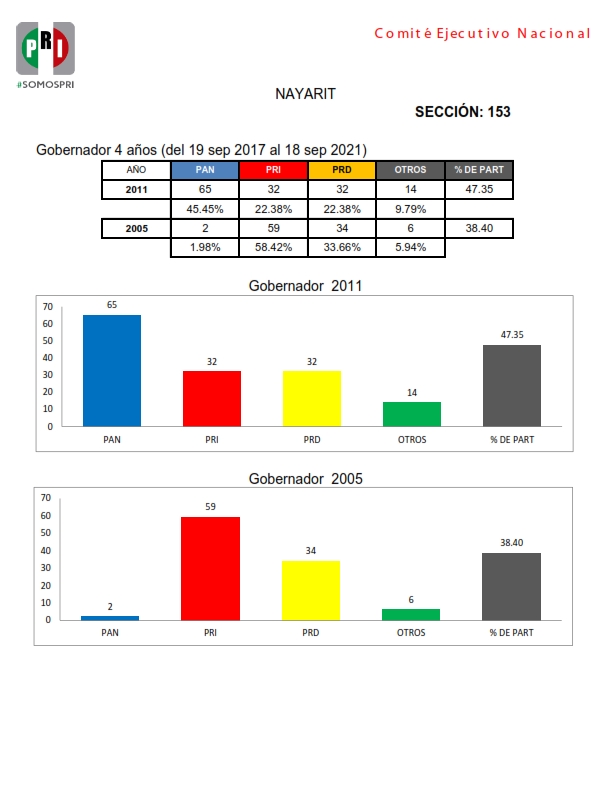 PRI
#SOMOSPRI
Comité Ejecutivo Nacional
NAYARIT
SECCIÓN: 153
Gobernador 4 años (del 19 sep 2017 al 18 sep 2021)
AÑO PAN PRI PRD OTROS % DE PART
2011 65 32 32 14 47.35
45.45% 22.38% 22.38% 9.79%
2005 2 59 34 6 38.40
1.98% 58.42% 33.66% 5.94%
Gobernador 2011
70
60
50
40
30
20
10
0
65
32
32
14
47.35
PAN PRI PRD OTROS % DE PART
Gobernador 2005
70
60
50
40
30
20
10
0
2
59
34
6
38.40
PAN PRI PRD OTROS % DE PART